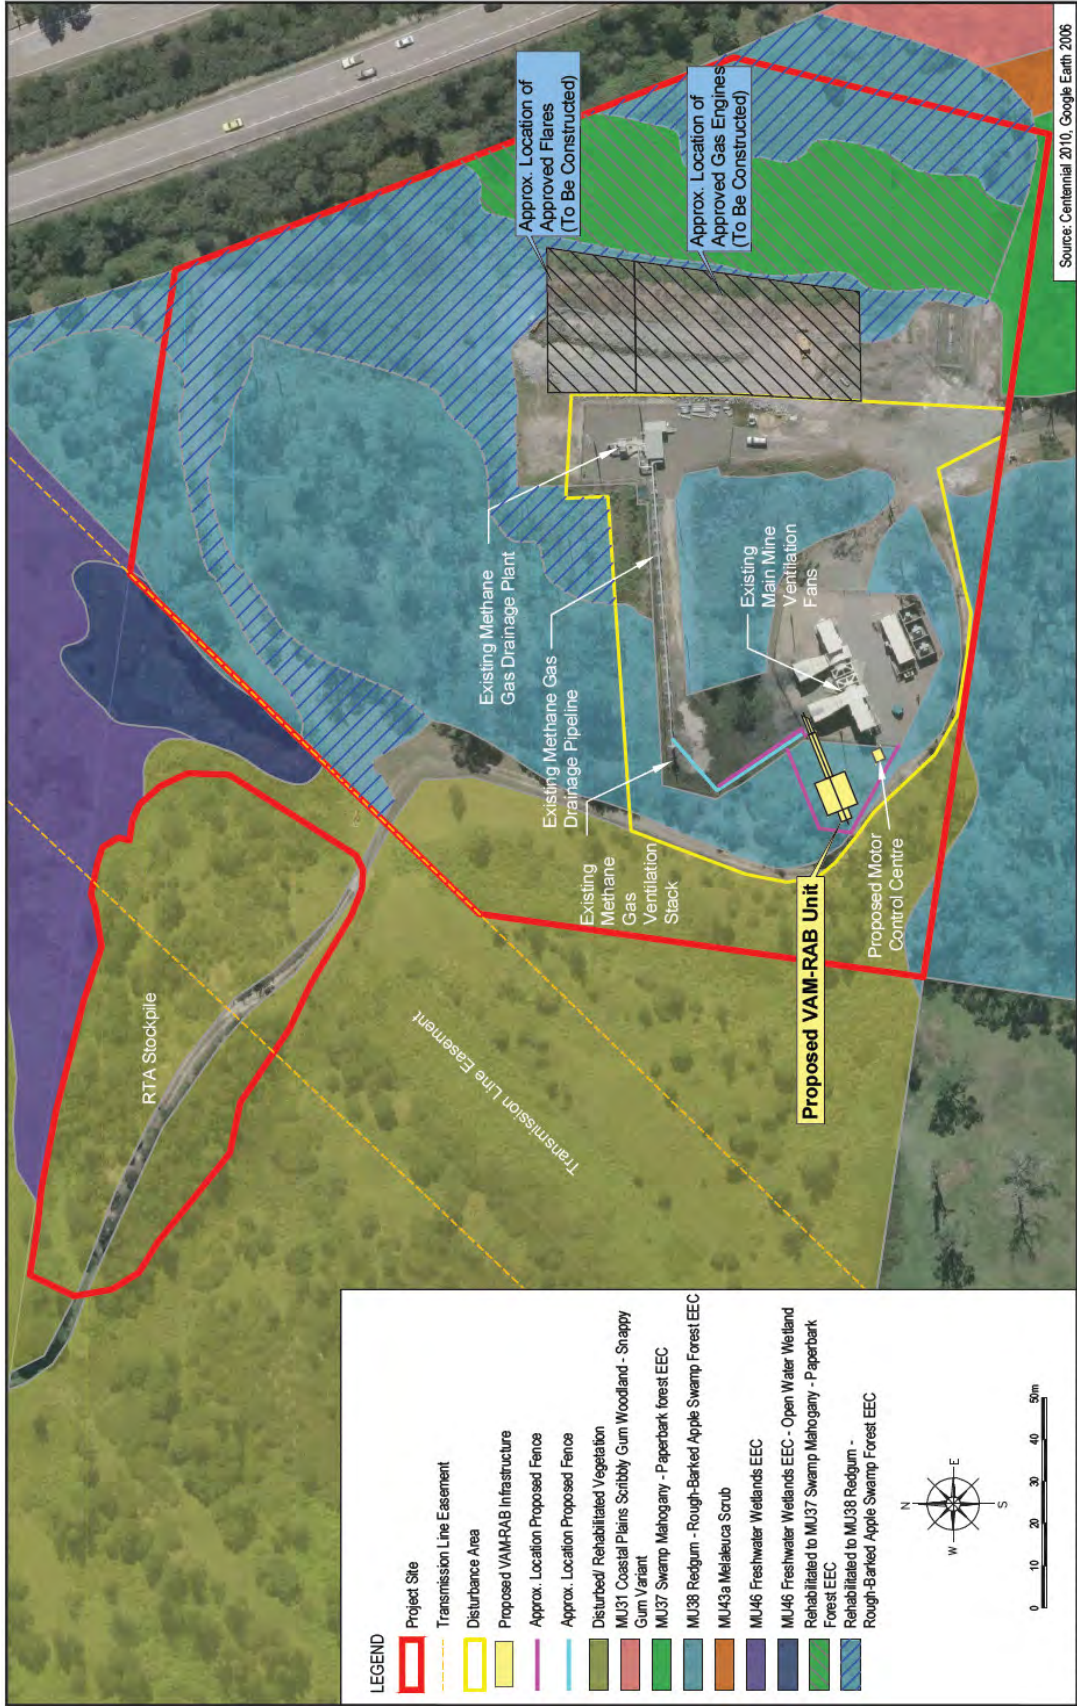 RTA Stockpile
Transmission Line Easement
Existing Methane
Gas Drainage Plant
Existing Methane Gas
Drainage Pipeline
Existing
Methane
Gas
Ventilation
Stack
Existing
Main Mine
Ventilation
Fans
Approx. Location of
Approved Flares
(To Be Constructed)
Approx. Location of
Approved Gas Engines
(To Be Constructed)
Proposed VAM-RAB Unit
Proposed Motor
Control Centre
LEGEND
Project Site
Transmission Line Easement
Disturbance Area
Proposed VAM-RAB Infrastructure
Approx. Location Proposed Fence
Approx. Location Proposed Fence
Disturbed/ Rehabilitated Vegetation
MU31 Coastal Plains Scribbly Gum Woodland - Snappy
Gum Variant
MU37 Swamp Mahogany - Paperbark forest EEC
MU38 Redgum - Rough-Barked Apple Swamp Forest EEC
MU43a Melaleuca Scrub
MU46 Freshwater Wetlands EEC
MU46 Freshwater Wetlands EEC - Open Water Wetland
Rehabilitated to MU37 Swamp Mahogany - Paperbark
Forest EEC
Rehabilitated to MU38 Redgum -
Rough-Barked Apple Swamp Forest EEC
N
W
E
S
0 10 20 30 40 50m
Source: Centennial 2010, Google Earth 2006